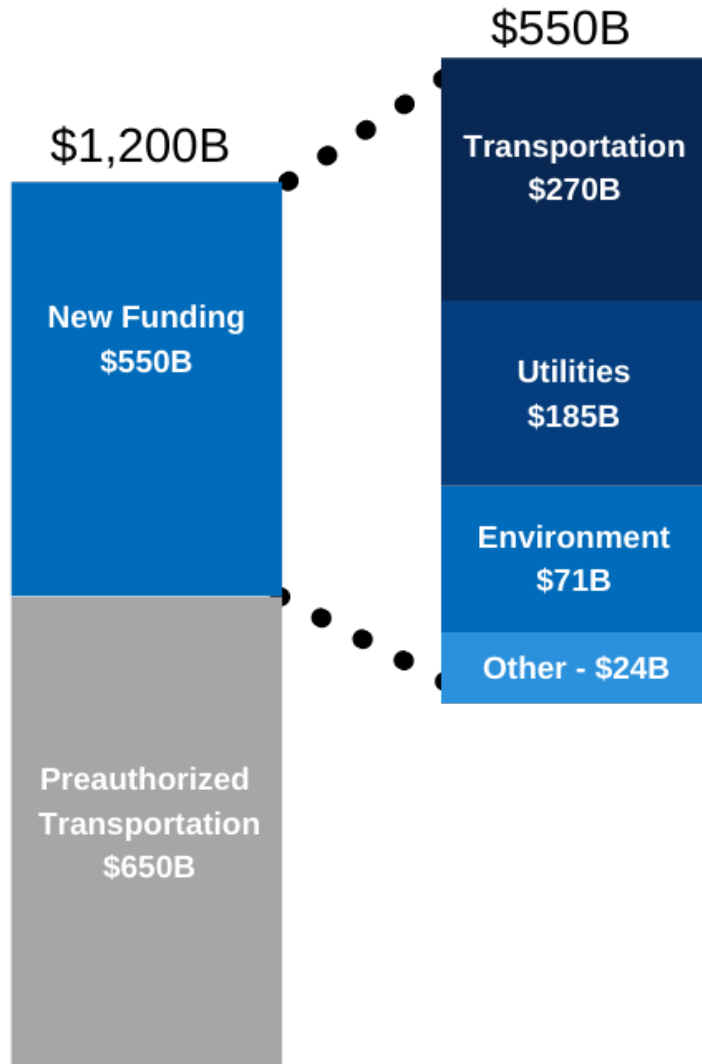 $1,200B
New Funding
$550B
Preauthorized
Transportation
$650B
$550B
Transportation
$270B
Utilities
$185B
Environment
$71B
Other - $24B